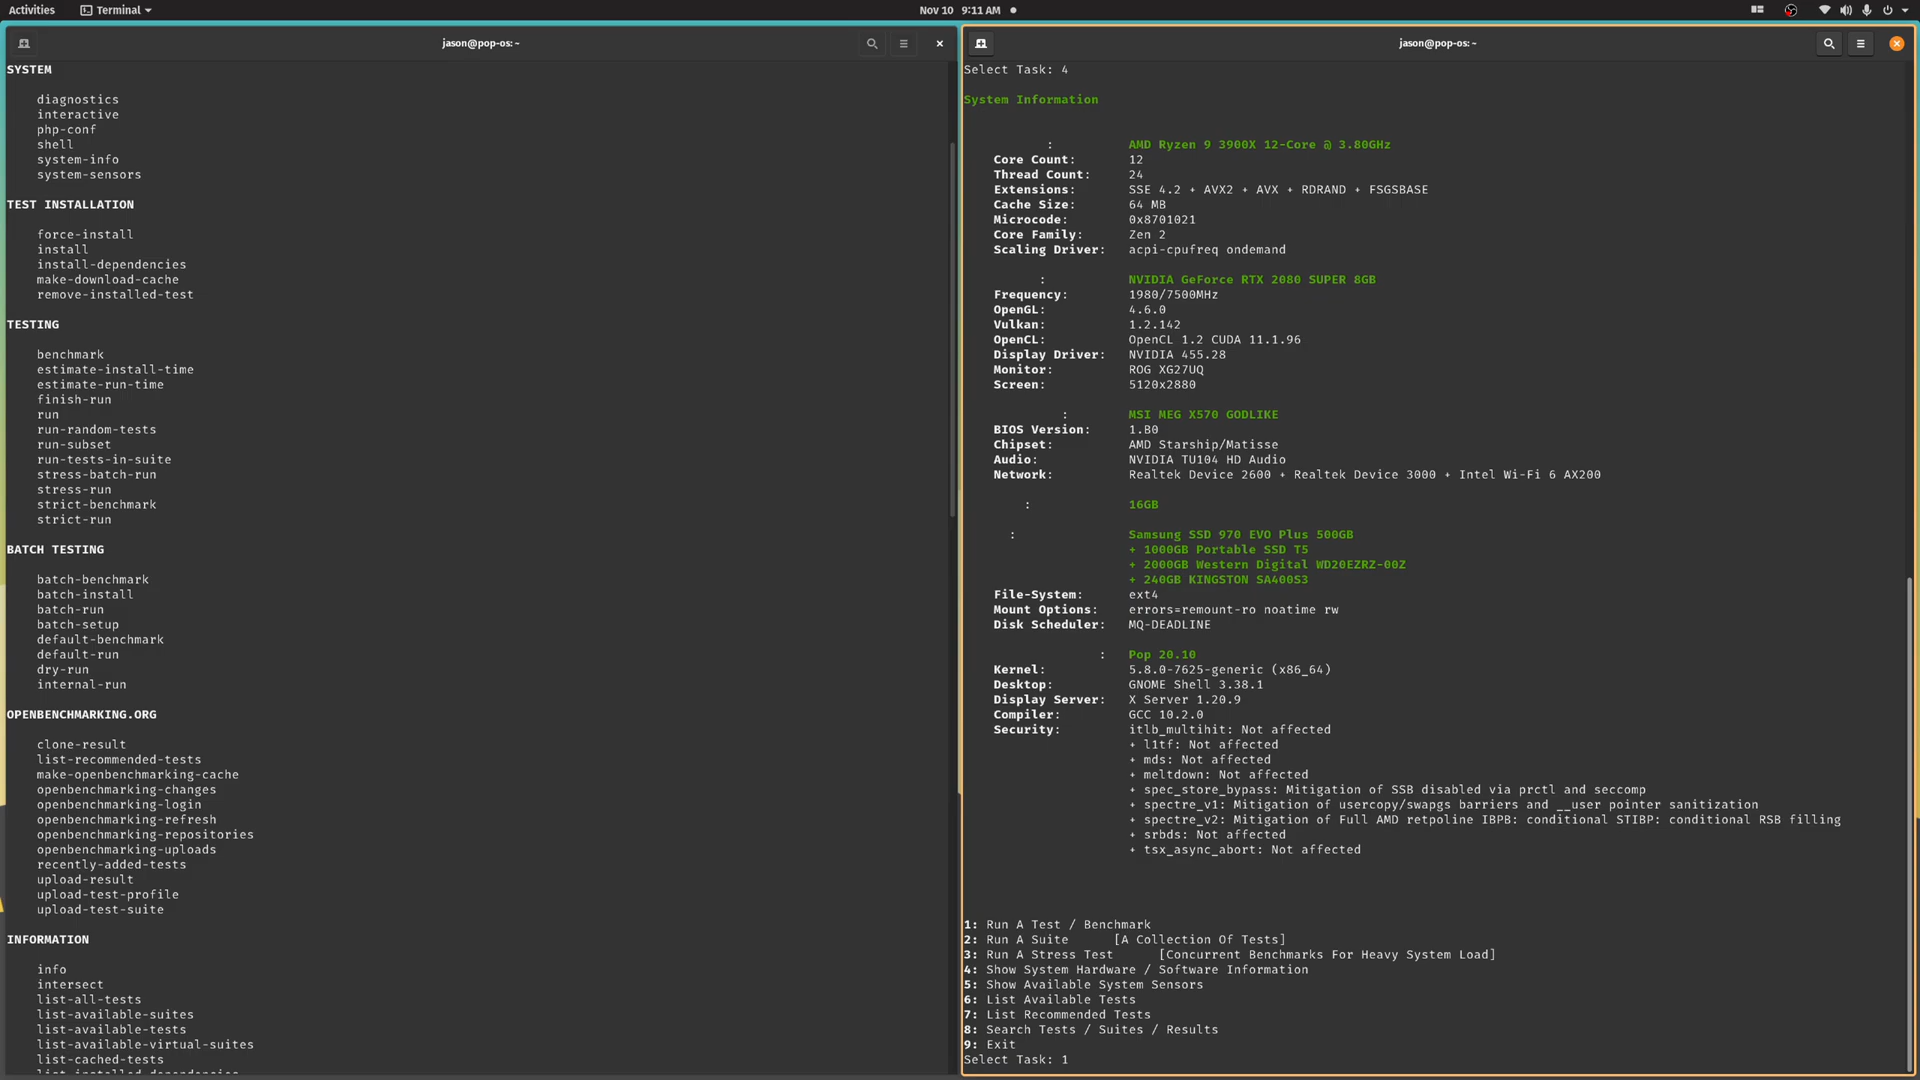 Activities
Terminal
Nov 10 9:11 AM
jason@pop-os: ~
SYSTEM
diagnostics
interactive
php-conf
shell
system-info
system-sensors
TEST INSTALLATION
force-install
install
install-dependencies
make-download-cache
remove-installed-test
TESTING
benchmark
estimate-install-time
estimate-run-time
finish-run
run
run-random-tests
run-subset
run-tests-in-suite
stress-batch-run
stress-run
strict-benchmark
strict-run
BATCH TESTING
batch-benchmark
batch-install
batch-run
batch-setup
default-benchmark
default-run
dry-run
internal-run
OPENBENCHMARKING.ORG
clone-result
list-recommended-tests
make-openbenchmarking-cache
openbenchmarking-changes
openbenchmarking-login
openbenchmarking-refresh
openbenchmarking-repositories
openbenchmarking-uploads
recently-added-tests
upload-result
upload-test-profile
upload-test-suite
INFORMATION
info
intersect
list-all-tests
list-available-suites
list-available-tests
list-available-virtual-suites
list-cached-tests
list-installed-dependencies
jason@pop-os: ~
Select Task: 4
System Information
: AMD Ryzen 9 3900X 12-Core @ 3.80GHz
Core Count: 12
Thread Count: 24
Extensions: SSE 4.2 + AVX2 + AVX + RDRAND + FSGSBASE
Cache Size: 64 MB
Microcode: 0x8701021
Core Family: Zen 2
Scaling Driver: acpi-cpufreq ondemand
: NVIDIA GeForce RTX 2080 SUPER 8GB
Frequency: 1980/7500MHz
OpenGL: 4.6.0
Vulkan: 1.2.142
OpenCL: OpenCL 1.2 CUDA 11.1.96
Display Driver: NVIDIA 455.28
Monitor: ROG XG27UQ
Screen: 5120x2880
: MSI MEG X570 GODLIKE
BIOS Version: 1.B0
Chipset: AMD Starship/Matisse
Audio: NVIDIA TU104 HD Audio
Network: Realtek Device 2600 + Realtek Device 3000 + Intel Wi-Fi 6 AX200
: 16GB
: Samsung SSD 970 EVO Plus 500GB
+ 1000GB Portable SSD T5
+ 2000GB Western Digital WD20EZRZ-00Z
+ 240GB KINGSTON SA400S3
File-System: ext4
Mount Options: errors=remount-ro noatime rw
Disk Scheduler: MQ-DEADLINE
: Pop 20.10
Kernel: 5.8.0-7625-generic (x86_64)
Desktop: GNOME Shell 3.38.1
Display Server: X Server 1.20.9
Compiler: GCC 10.2.0
Security: itlb_multihit: Not affected
+ l1tf: Not affected
+ mds: Not affected
+ meltdown: Not affected
+ spec_store_bypass: Mitigation of SSB disabled via prctl and seccomp
+ spectre_v1: Mitigation of usercopy/swapgs barriers and __user pointer sanitization
+ spectre_v2: Mitigation of Full AMD retpoline IBPB: conditional STIBP: conditional RSB filling
+ srbds: Not affected
+ tsx_async_abort: Not affected
1: Run A Test / Benchmark
2: Run A Suite [A Collection Of Tests]
3: Run A Stress Test [Concurrent Benchmarks For Heavy System Load]
4: Show System Hardware / Software Information
5: Show Available System Sensors
6: List Available Tests
7: List Recommended Tests
8: Search Tests / Suites / Results
9: Exit
Select Task: 1